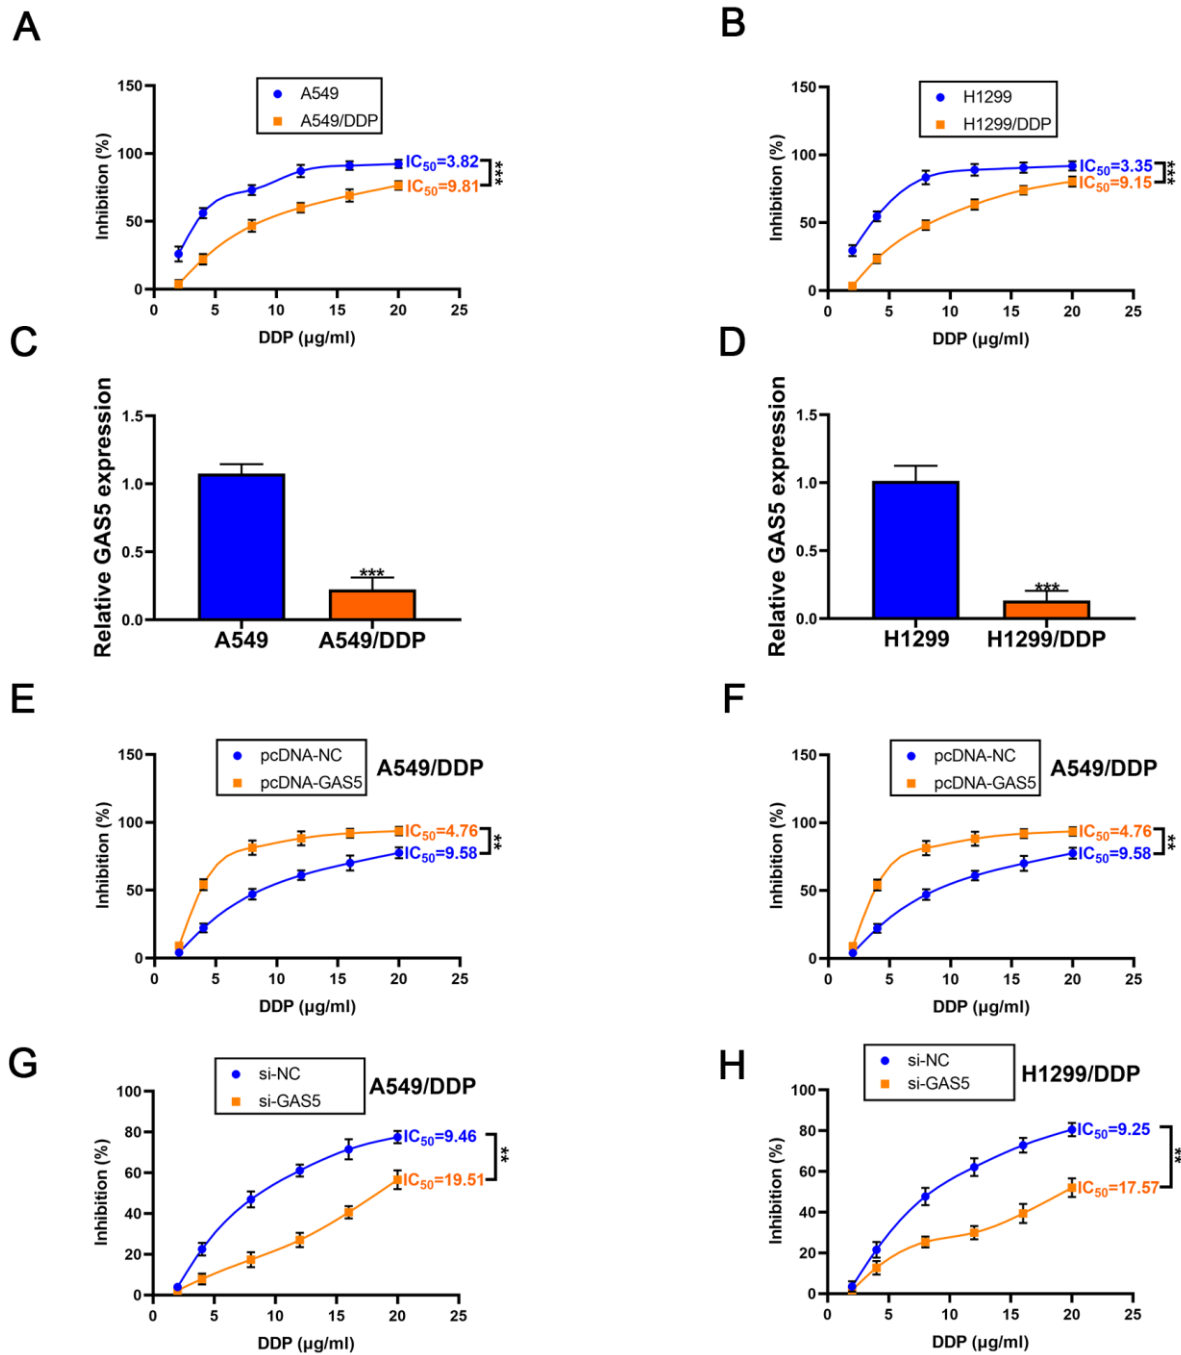 A
A549
A549/DDP
Inhibition (%)
150
100
50
0
IC50=3.82
IC50=9.81
***
0 5 10 15 20 25
DDP (μg/ml)
B
H1299
H1299/DDP
Inhibition (%)
150
100
50
0
IC50=3.35
IC50=9.15
***
0 5 10 15 20 25
DDP (μg/ml)
C
Relative GAS5 expression
1.5
1.0
0.5
0.0
***
A549 A549/DDP
D
Relative GAS5 expression
1.5
1.0
0.5
0.0
***
H1299 H1299/DDP
E
pcDNA-NC
pcDNA-GAS5
A549/DDP
Inhibition (%)
150
100
50
0
IC50=4.76
IC50=9.58
**
0 5 10 15 20 25
DDP (μg/ml)
F
pcDNA-NC
pcDNA-GAS5
A549/DDP
Inhibition (%)
150
100
50
0
IC50=4.76
IC50=9.58
**
0 5 10 15 20 25
DDP (μg/ml)
G
si-NC
si-GAS5
A549/DDP
Inhibition (%)
80
60
40
20
0
100
IC50=9.46
IC50=19.51
**
0 5 10 15 20 25
DDP (μg/ml)
H
si-NC
si-GAS5
H1299/DDP
Inhibition (%)
100
80
60
40
20
0
IC50=9.25
IC50=17.57
**
0 5 10 15 20 25
DDP (μg/ml)